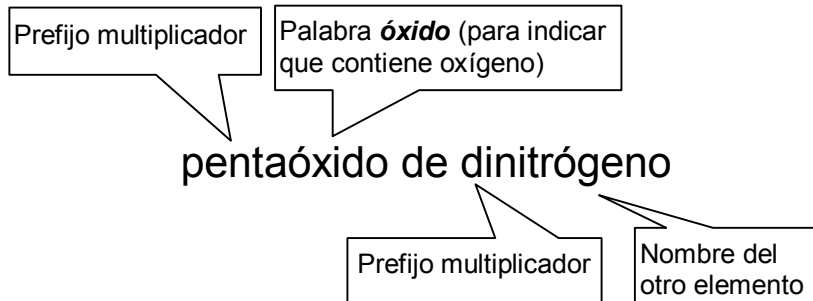 Prefijo multiplicador
Palabra óxido (para indicar
que contiene oxígeno)
pentaóxido de dinitrógeno
Prefijo multiplicador
Nombre del
otro elemento